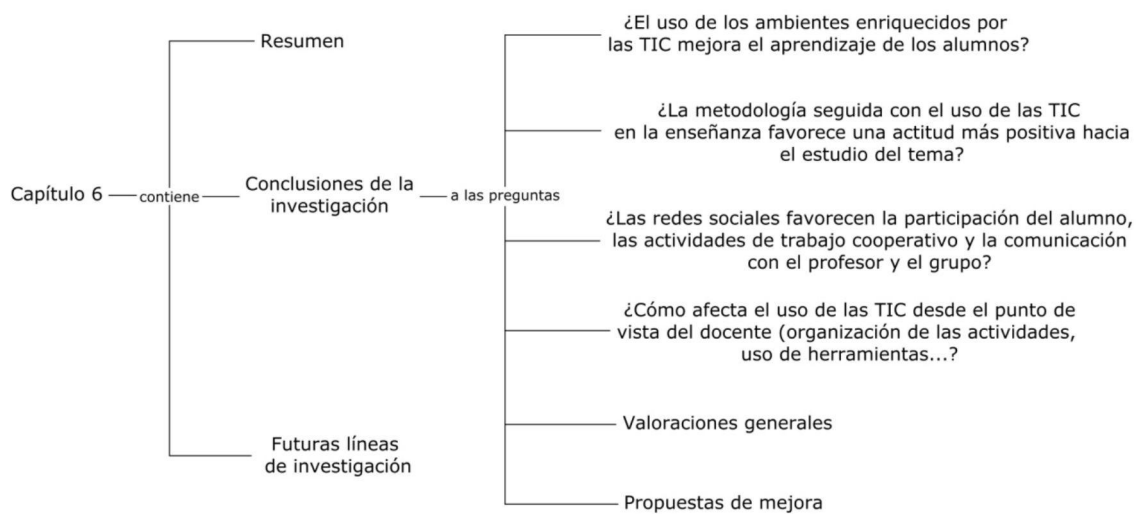 Capítulo 6
contiene
Resumen
Conclusiones de la
investigación
Futuras líneas
de investigación
a las preguntas
¿El uso de los ambientes enriquecidos por
las TIC mejora el aprendizaje de los alumnos?
¿La metodología seguida con el uso de las TIC
en la enseñanza favorece una actitud más positiva hacia
el estudio del tema?
¿Las redes sociales favorecen la participación del alumno,
las actividades de trabajo cooperativo y la comunicación
con el profesor y el grupo?
¿Cómo afecta el uso de las TIC desde el punto de
vista del docente (organización de las actividades,
uso de herramientas...?
Valoraciones generales
Propuestas de mejora